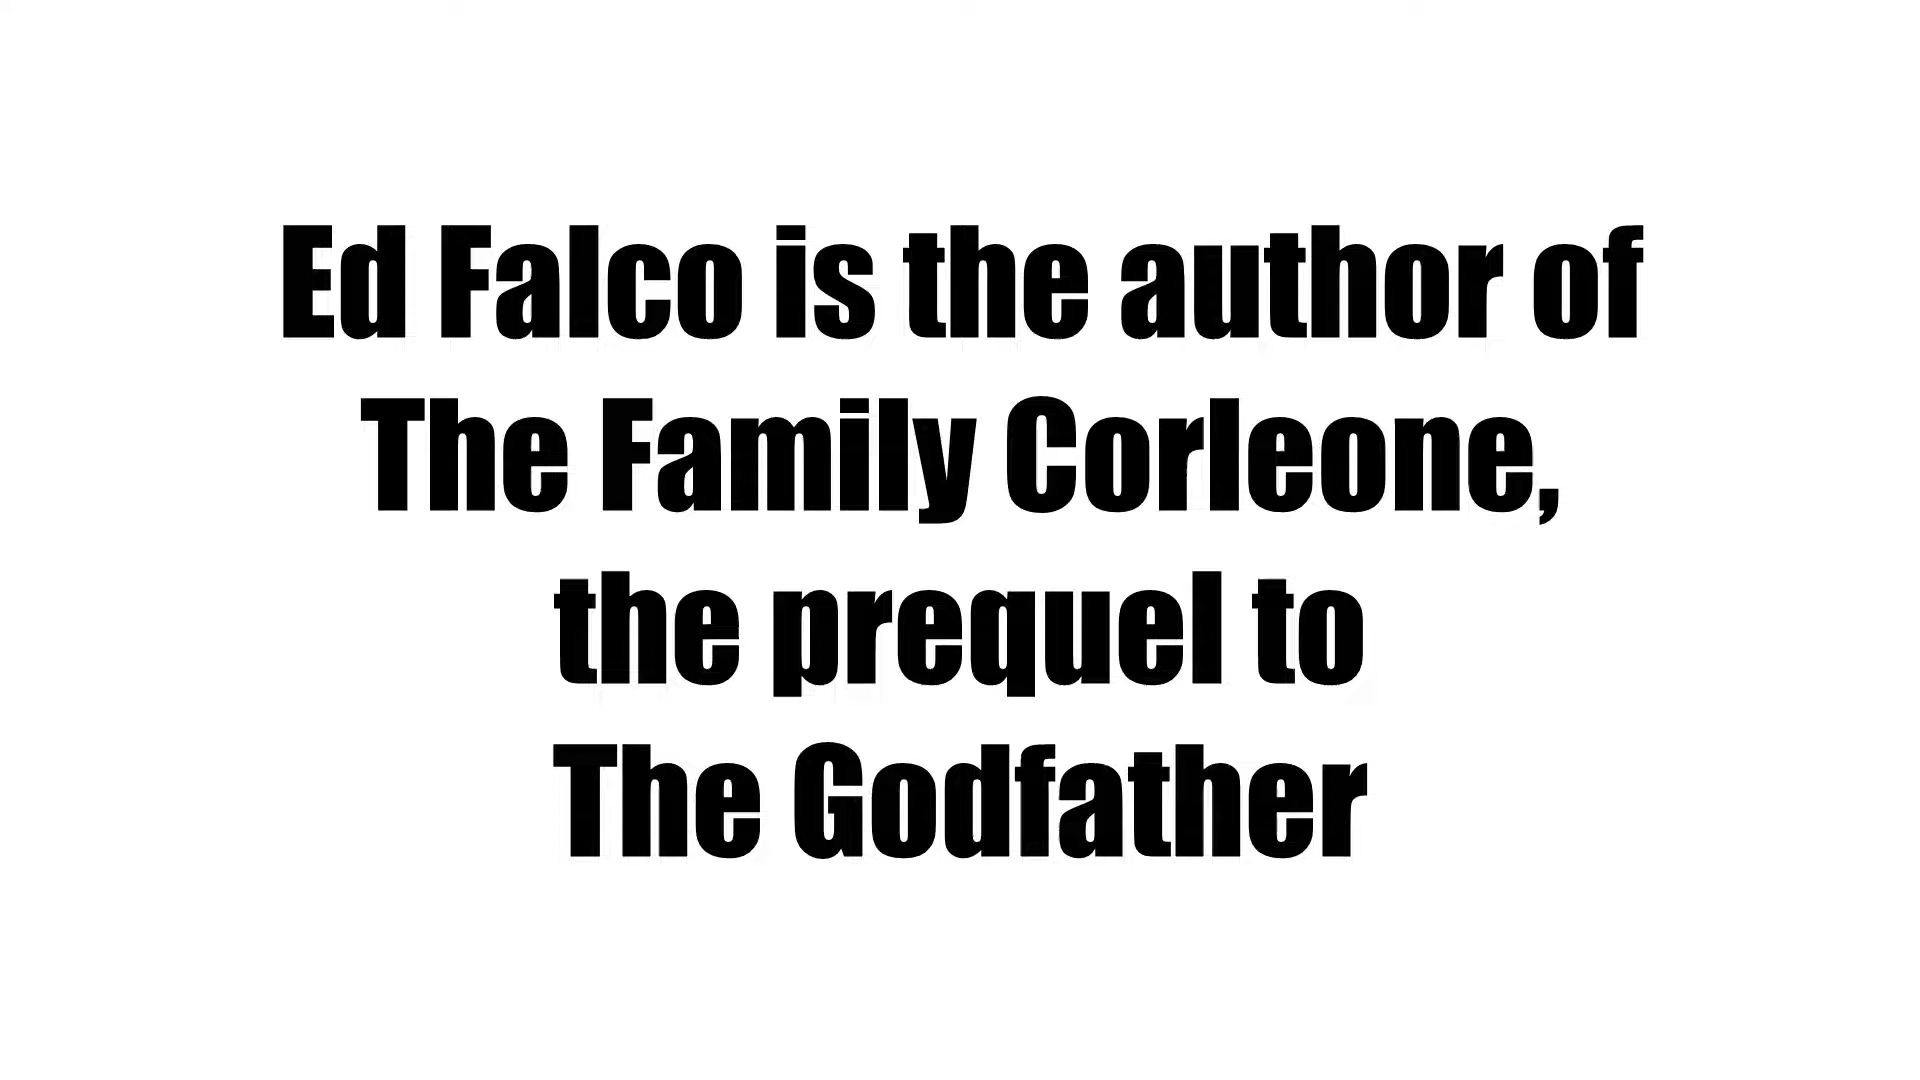 Ed Falco is the author of
The Family Corleone,
the prequel to
The Godfather